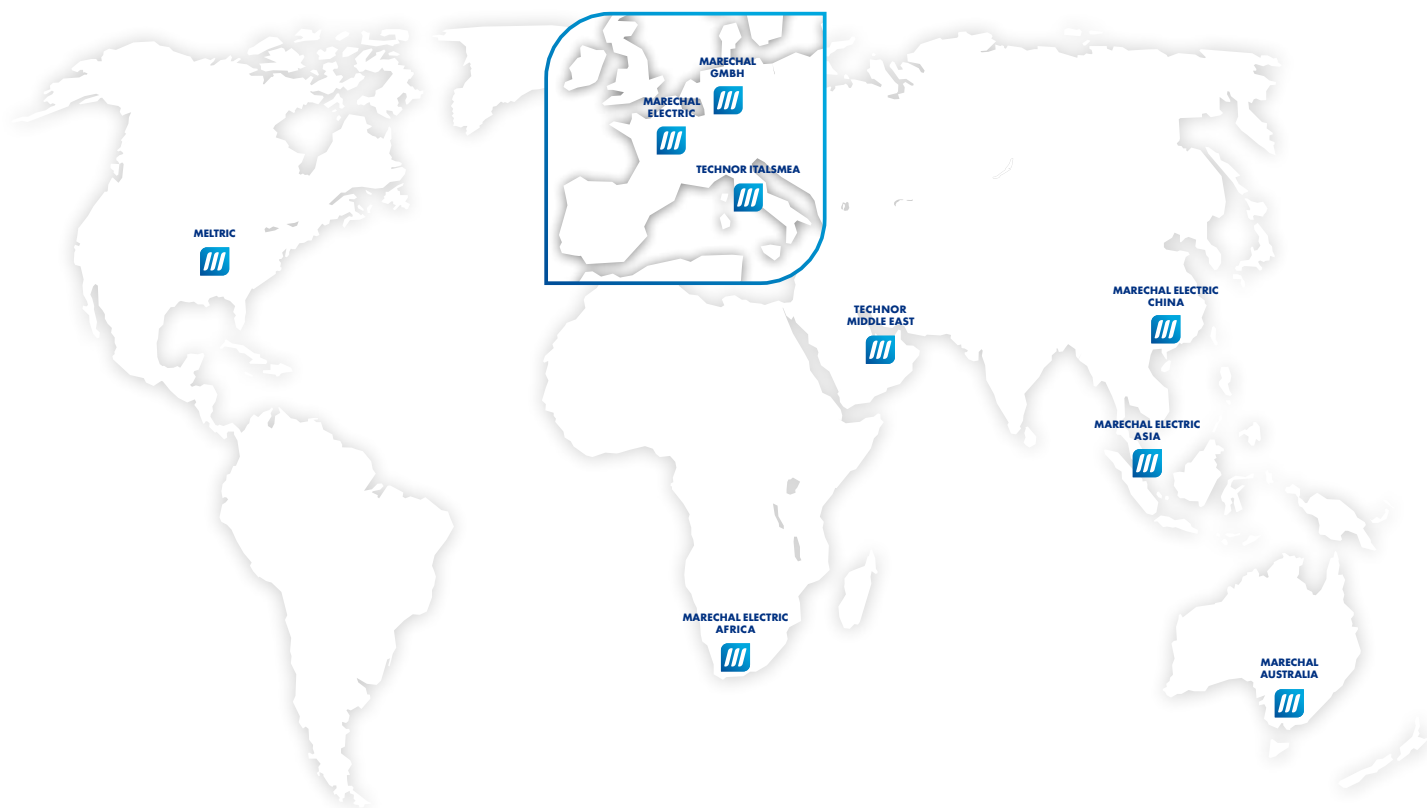 MARECHAL
GMBH
MARECHAL
ELECTRIC
TECHNOR ITALSMEA
MELTRIC
MARECHAL ELECTRIC
CHINA
TECHNOR
MIDDLE EAST
MARECHAL ELECTRIC
ASIA
MARECHAL ELECTRIC
AFRICA
MARECHAL
AUSTRALIA